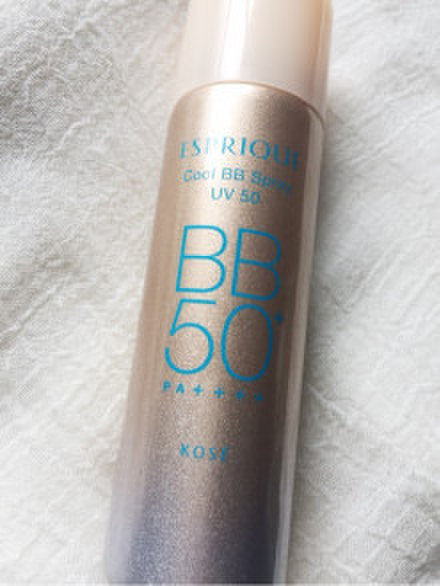 ESPRIQUE
Cool BB Spray
UV 50
BB
50+
PA++++
KOSÉ